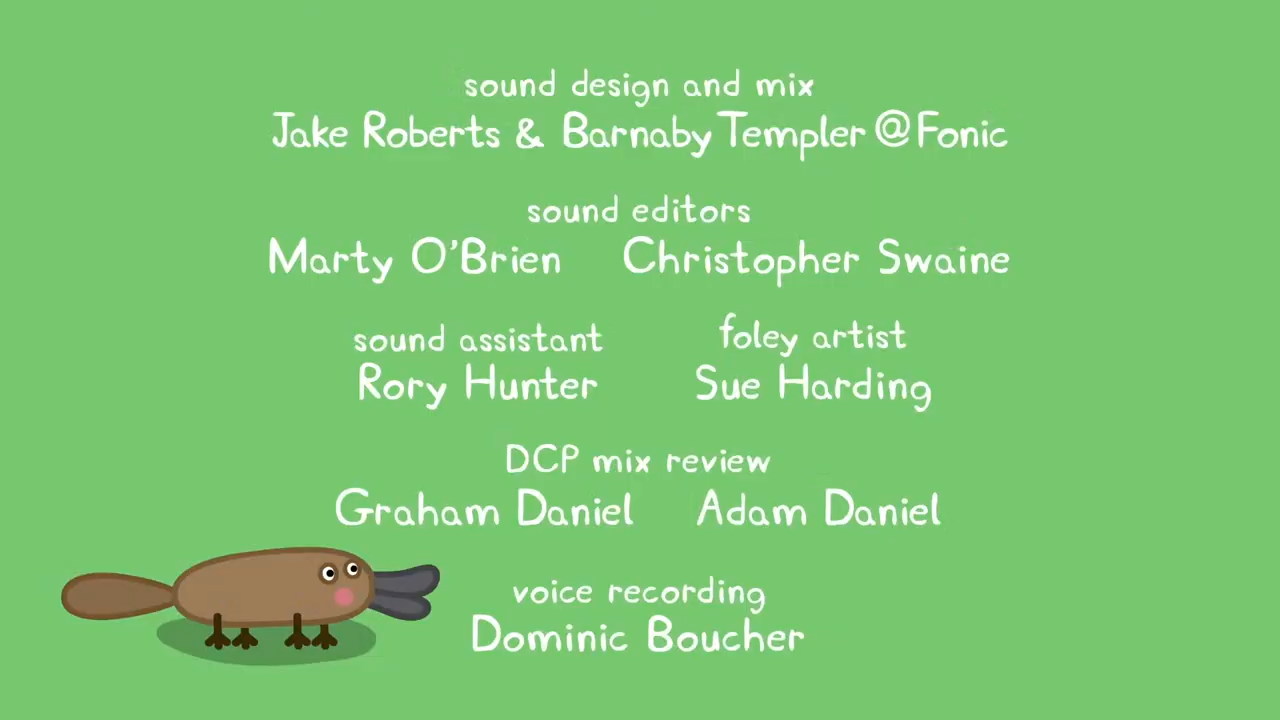 sound design and mix
Jake Roberts & Barnaby Templer @ Fonic
sound editors
Marty O'Brien Christopher Swaine
sound assistant foley artist
Rory Hunter Sue Harding
DCP mix review
Graham Daniel Adam Daniel
voice recording
Dominic Boucher